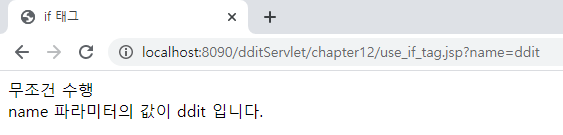 if 태그
localhost:8090/dditServlet/chapter12/use_if_tag.jsp?name=ddit
무조건 수행
name 파라미터의 값이 ddit 입니다.